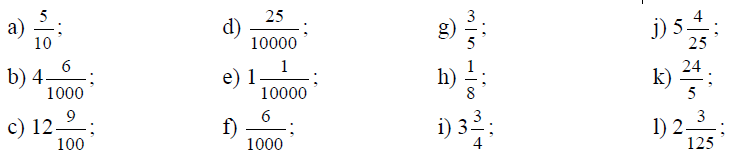 a) 5/10; d) 25/10000; g) 3/5; j) 5 4/25;
b) 4 6/1000; e) 1 1/10000; h) 1/8; k) 24/5;
c) 12 9/100; f) 6/1000; i) 3 3/4; l) 2 3/125;